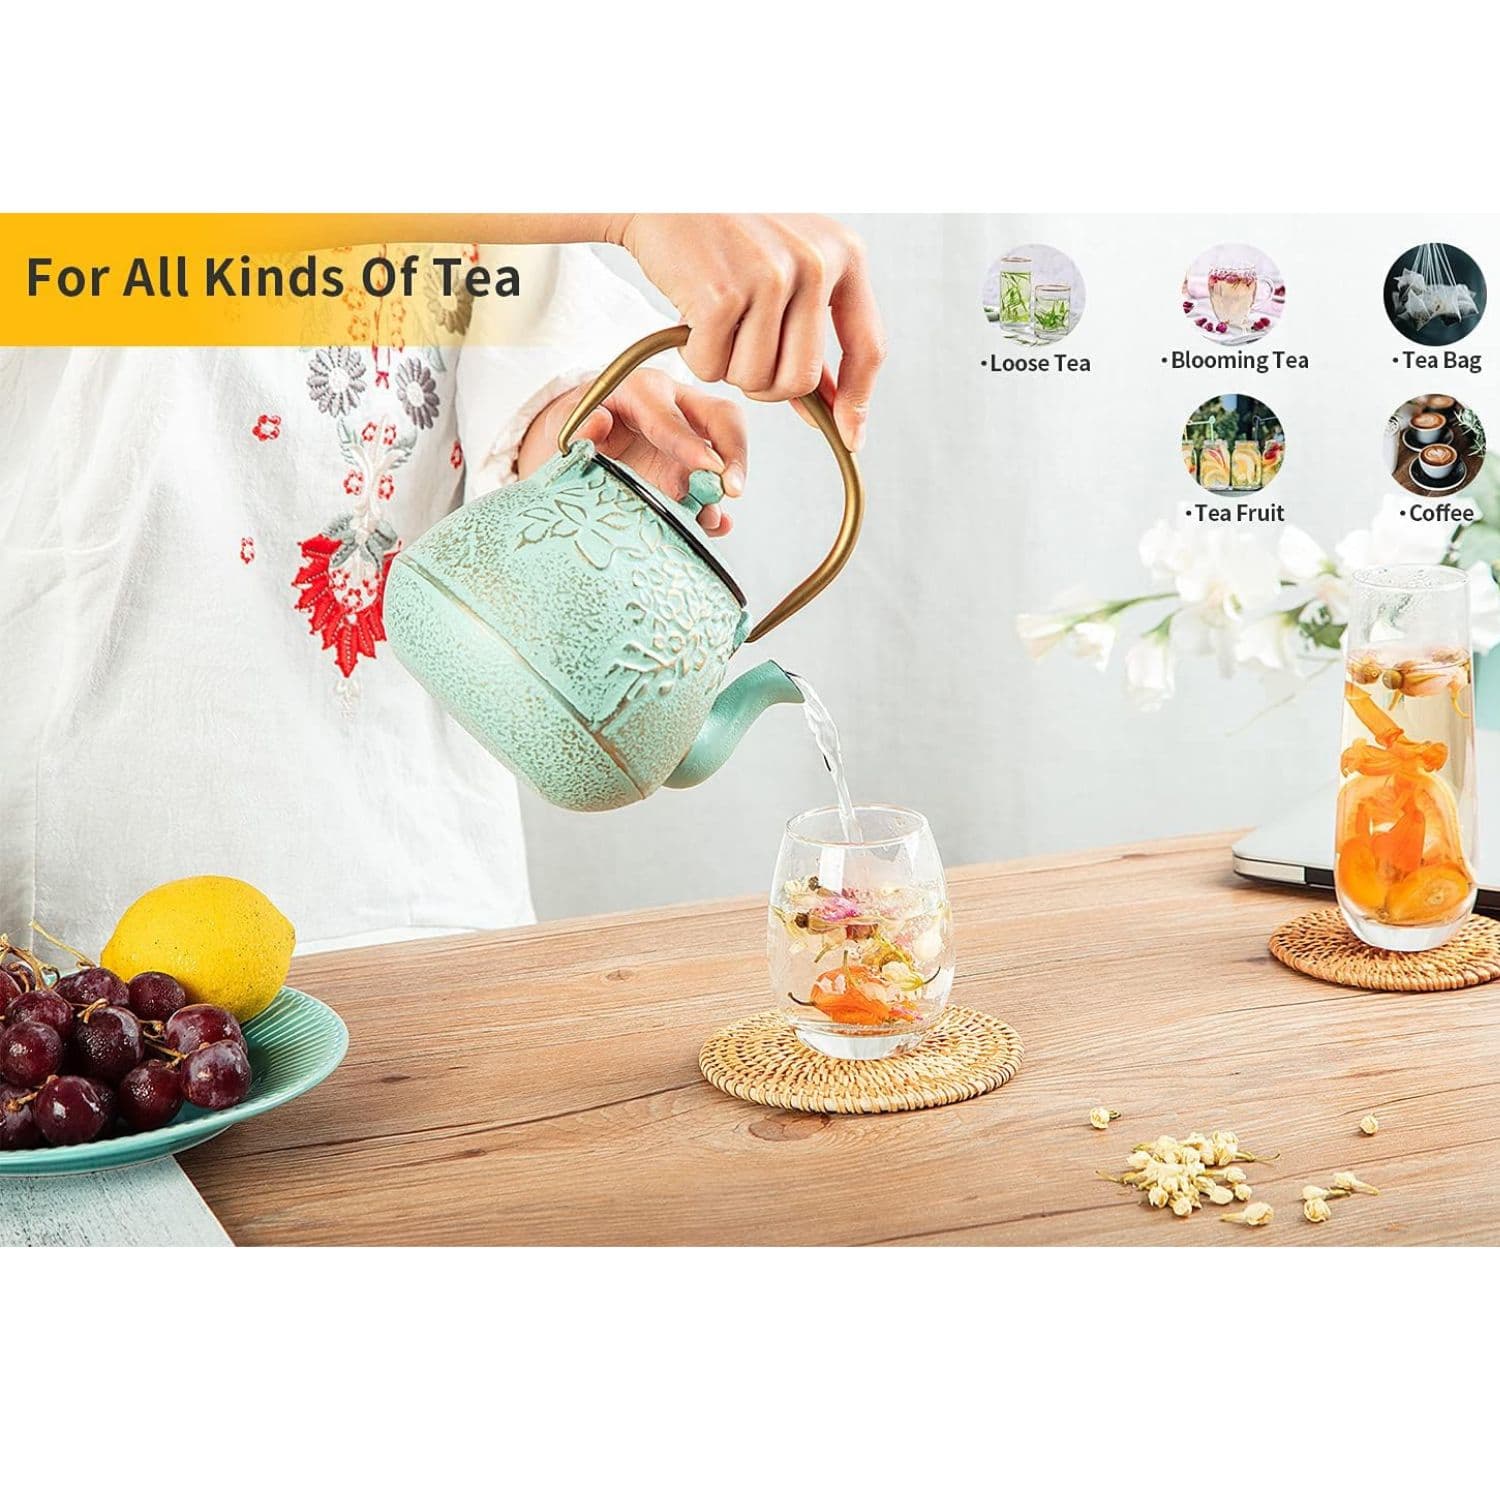 For All Kinds Of Tea
•Loose Tea
•Blooming Tea
•Tea Bag
•Tea Fruit
•Coffee